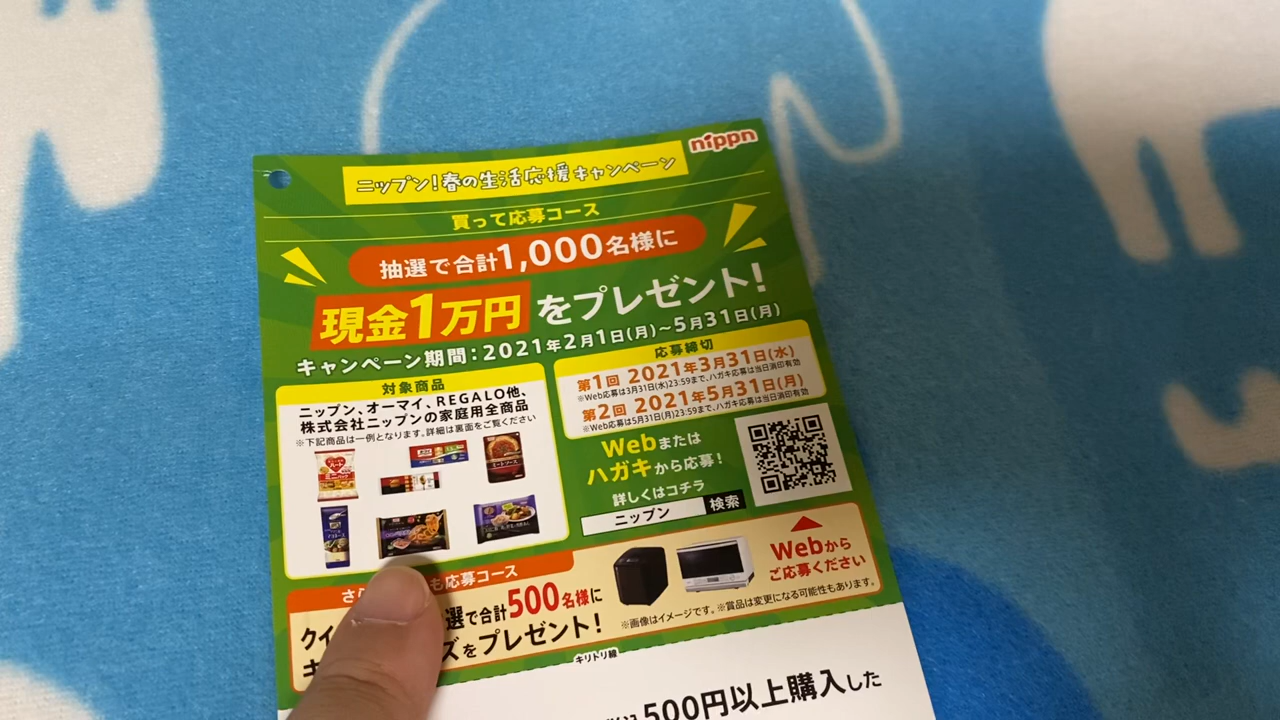 nippn
ニップン!春の生活応援キャンペーン
買って応募コース
抽選で合計1,000名様に
現金1万円をプレゼント!
キャンペーン期間:2021年2月1日(月)~5月31日(月)
対象商品
ニップン、オーマイ、REGALO他、
株式会社ニップンの家庭用全商品
※下記商品は一例となります。詳細は裏面をご覧ください
応募締切
第1回 2021年3月31日(水)
※Web応募は3月31日(水)23:59まで、ハガキ応募は当日消印有効
第2回 2021年5月31日(月)
※Web応募は5月31日(月)23:59まで、ハガキ応募は当日消印有効
Webまたは
ハガキから応募!
詳しくはコチラ
ニップン 検索
さら も応募コース
クイ 選で合計500名様に
キ ズをプレゼント!
Webから
ご応募ください
※画像はイメージです。※賞品は変更になる可能性もあります。
キリトリ線
500円以上購入した